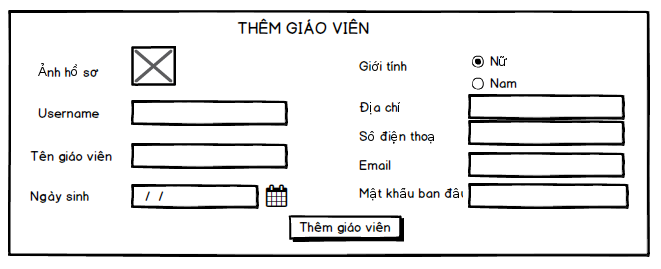 THÊM GIÁO VIÊN
Ảnh hồ sơ
Username
Tên giáo viên
Ngày sinh
/ /
Giới tính
Nữ
Nam
Địa chỉ
Số điện thoạ
Email
Mật khẩu ban đầu
Thêm giáo viên